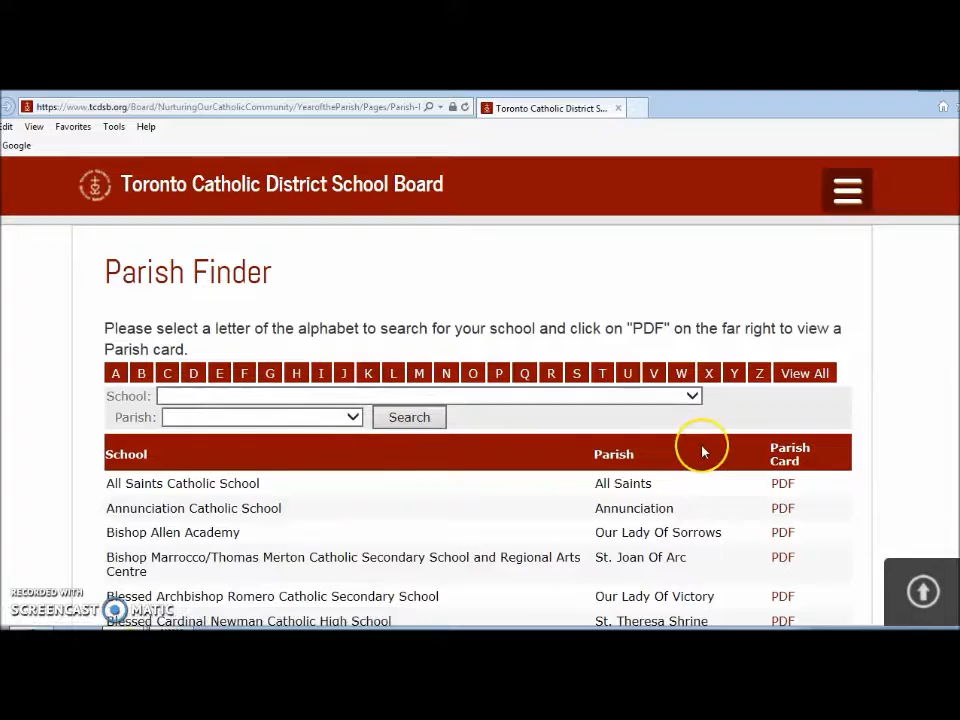 https://www.tcdsb.org/Board/NurturingOurCatholicCommunity/YearoftheParish/Pages/Parish-
Toronto Catholic District S...
Edit View Favorites Tools Help
Google
Toronto Catholic District School Board
Parish Finder
Please select a letter of the alphabet to search for your school and click on "PDF" on the far right to view a
Parish card.
A B C D E F G H I J K L M N O P Q R S T U V W X Y Z View All
School:
Parish: Search
School Parish Parish Card
All Saints Catholic School All Saints PDF
Annunciation Catholic School Annunciation PDF
Bishop Allen Academy Our Lady Of Sorrows PDF
Bishop Marrocco/Thomas Merton Catholic Secondary School and Regional Arts St. Joan Of Arc PDF
Centre
Blessed Archbishop Romero Catholic Secondary School Our Lady Of Victory PDF
Blessed Cardinal Newman Catholic High School St. Theresa Shrine PDF
RECORDED WITH
SCREENCAST MATIC